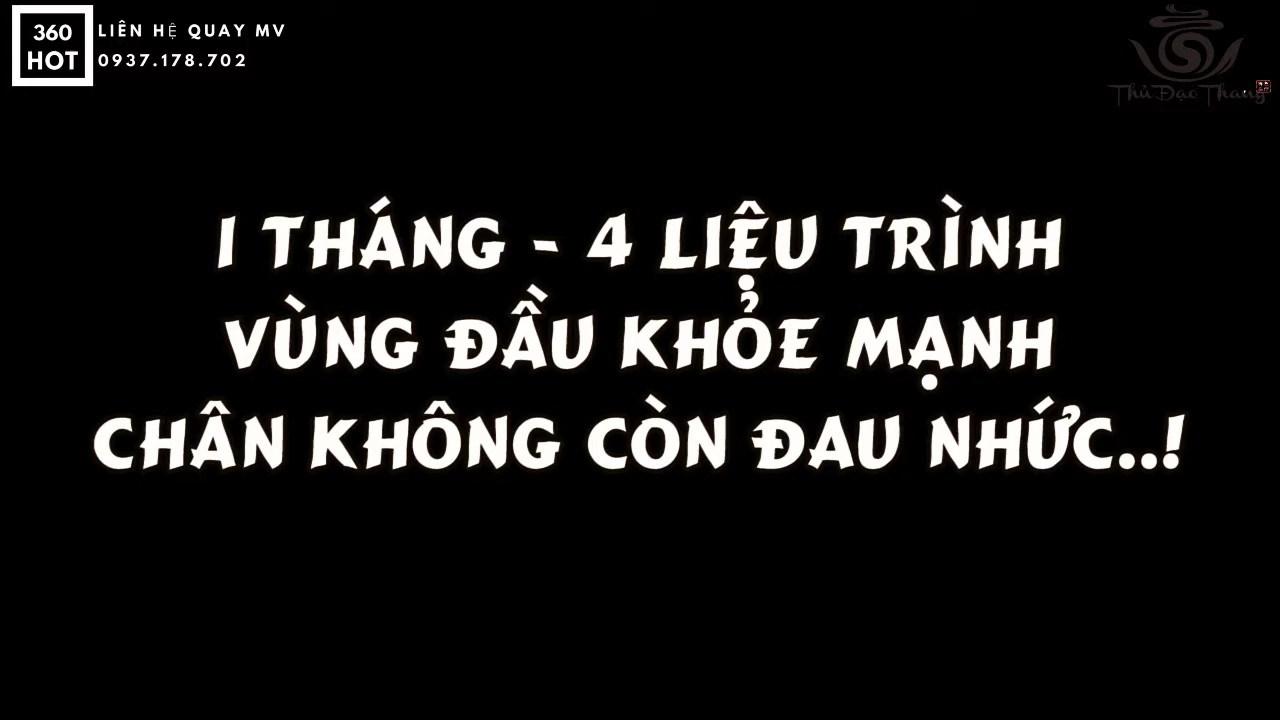 360
HOT
LIÊN HỆ QUAY MV
0937.178.702
Thủ Đạo Thang
1 THÁNG - 4 LIỆU TRÌNH
VÙNG ĐẦU KHỎE MẠNH
CHÂN KHÔNG CÒN ĐAU NHỨC..!